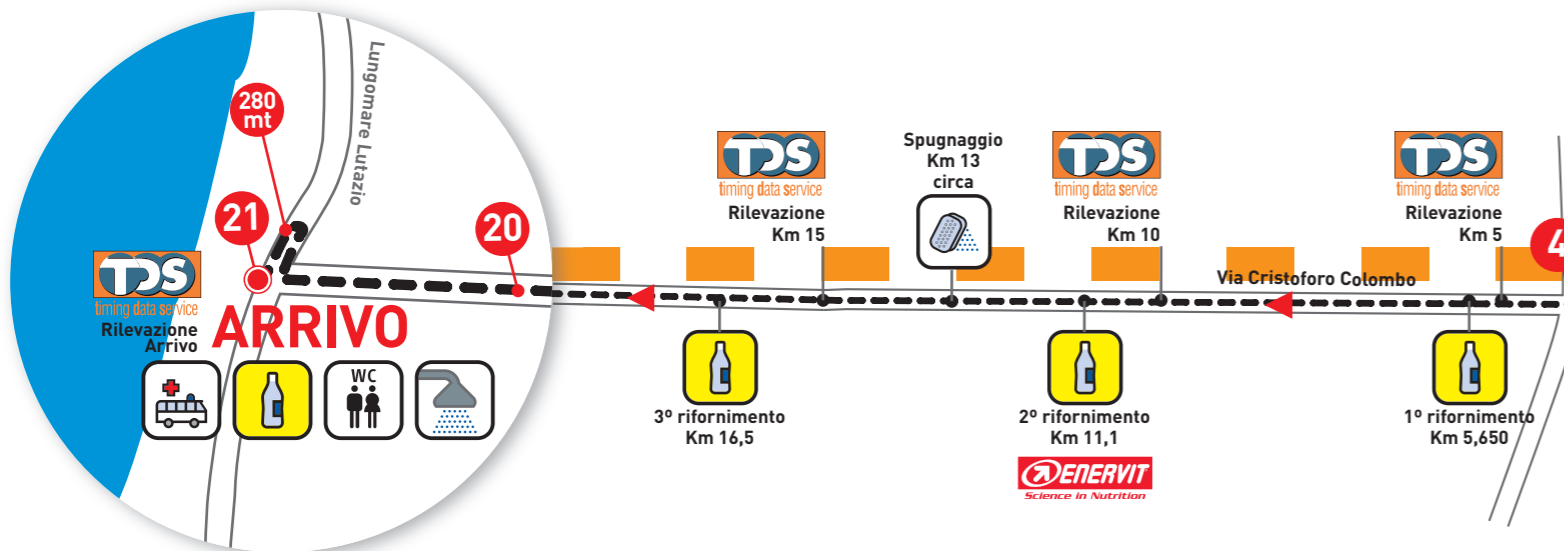 Lungomare Lutazio
280
mt
21
20
TDS
timing data service
Rilevazione
Arrivo
ARRIVO
WC
TDS
timing data service
Rilevazione
Km 15
Spugnaggio
Km 13
circa
TDS
timing data service
Rilevazione
Km 10
TDS
timing data service
Rilevazione
Km 5
4
Via Cristoforo Colombo
3º rifornimento
Km 16,5
2º rifornimento
Km 11,1
ENERVIT
Science in Nutrition
1º rifornimento
Km 5,650